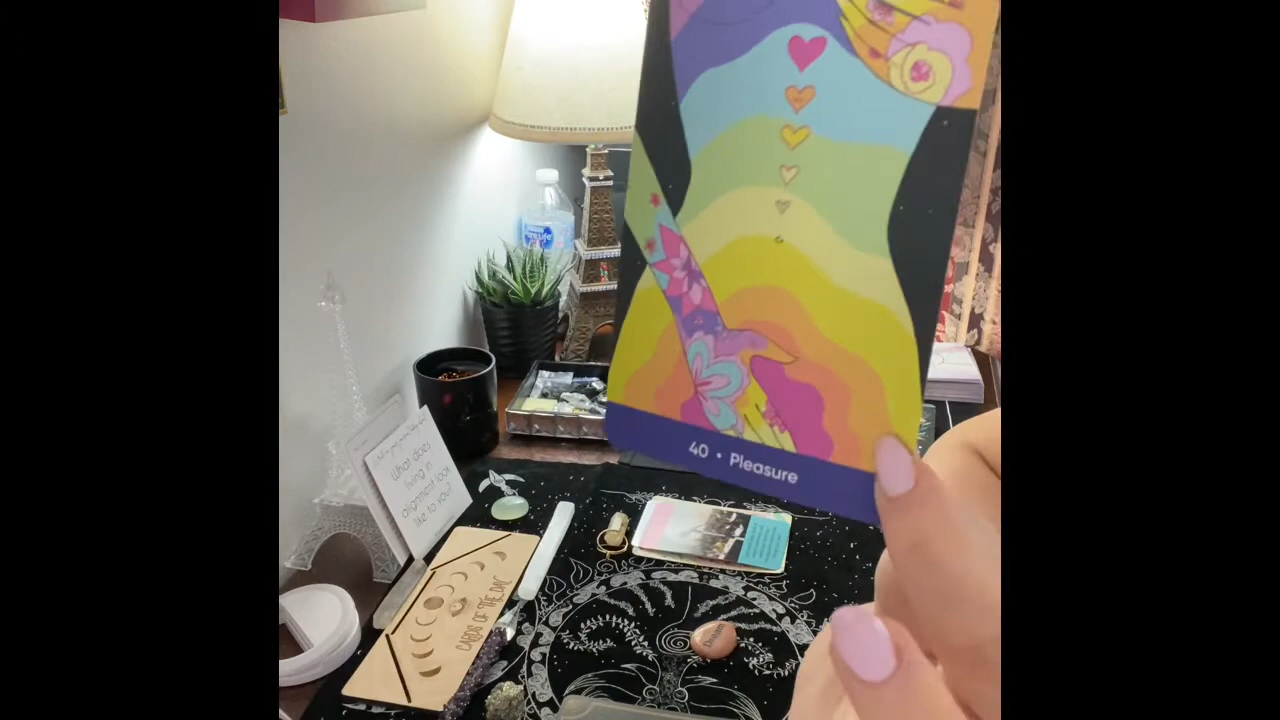 40 • Pleasure
What does
living in
alignment look
like to you?
CARDS OF THE DAY
Dream